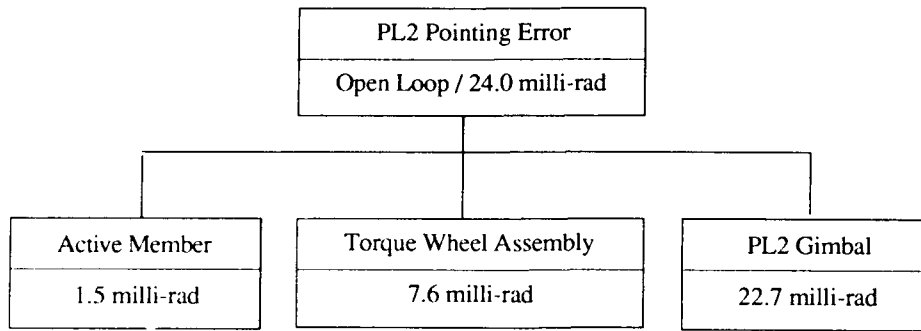 PL2 Pointing Error
Open Loop / 24.0 milli-rad
Active Member
1.5 milli-rad
Torque Wheel Assembly
7.6 milli-rad
PL2 Gimbal
22.7 milli-rad